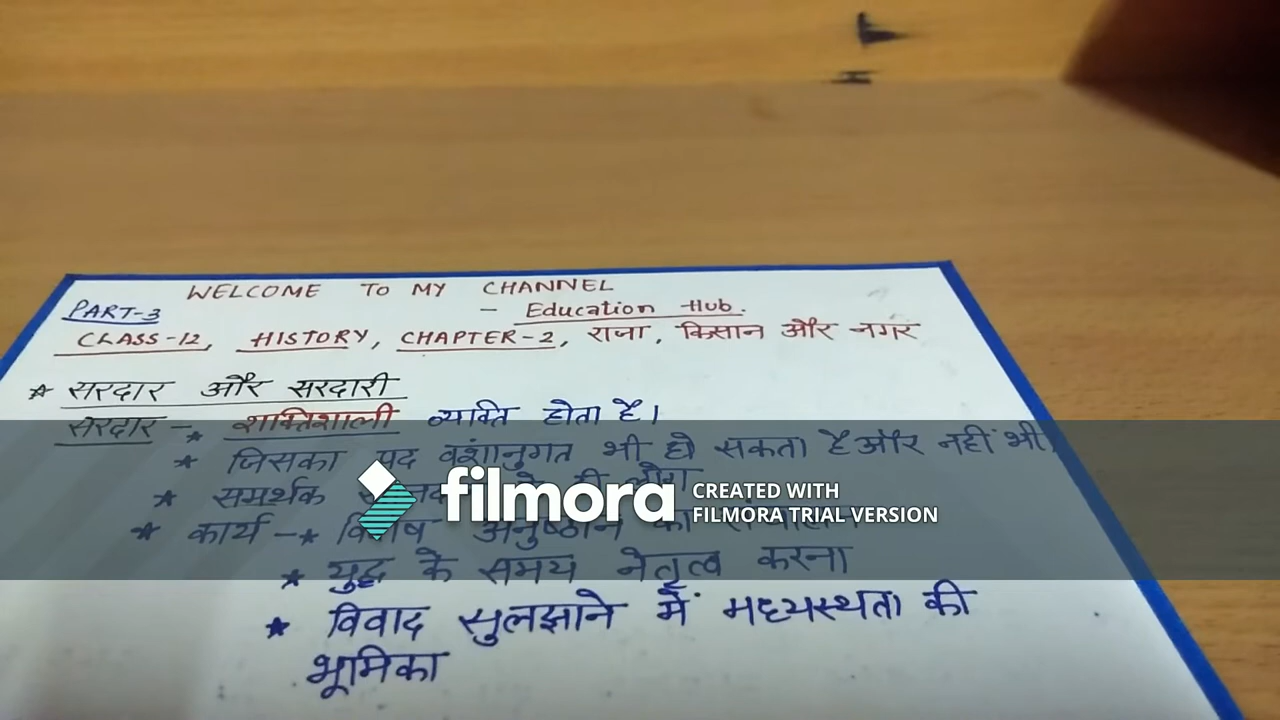 WELCOME TO MY CHANNEL
PART-3
- Education Hub.
CLASS-12, HISTORY, CHAPTER-2, राजा, किसान और नगर
* सरदार और सरदारी
सरदार - * शक्तिशाली व्यक्ति होता है।
* जिसका पद वंशानुगत भी हो सकता है और नहीं भी।
* समर्थक लोग
* कार्य - * विशेष अनुष्ठान का
* युद्ध के समय नेतृत्व करना
* विवाद सुलझाने में मध्यस्थता की
भूमिका
filmora
CREATED WITH
FILMORA TRIAL VERSION